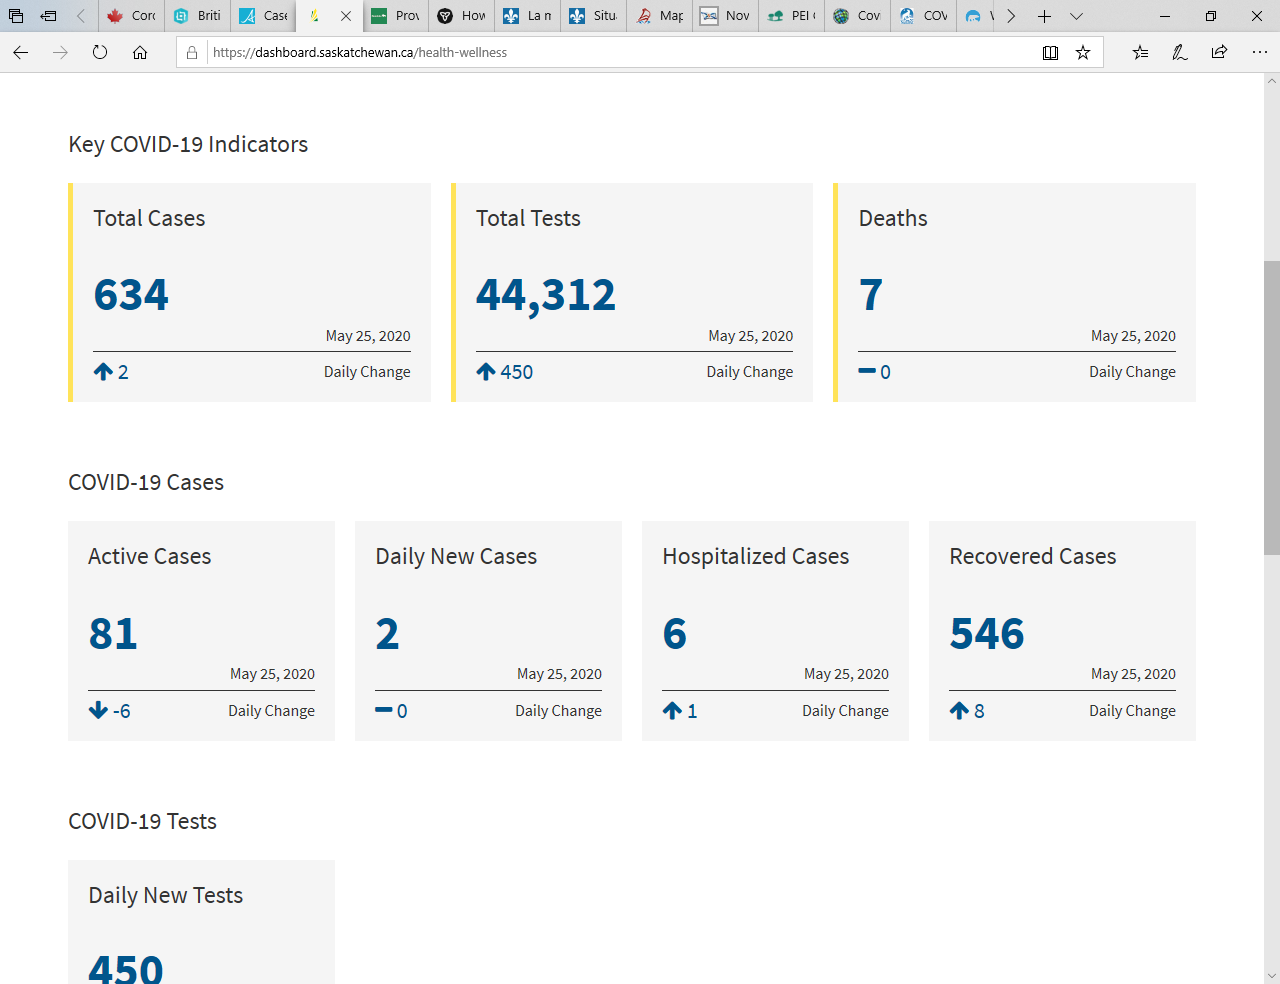 Coro
Briti
Case
Prov
How
La m
Situ
Map
Nov
PEI
Cov
COV
https://dashboard.saskatchewan.ca/health-wellness
Key COVID-19 Indicators
Total Cases
634
May 25, 2020
2 Daily Change
Total Tests
44,312
May 25, 2020
450 Daily Change
Deaths
7
May 25, 2020
0 Daily Change
COVID-19 Cases
Active Cases
81
May 25, 2020
-6 Daily Change
Daily New Cases
2
May 25, 2020
0 Daily Change
Hospitalized Cases
6
May 25, 2020
1 Daily Change
Recovered Cases
546
May 25, 2020
8 Daily Change
COVID-19 Tests
Daily New Tests
450